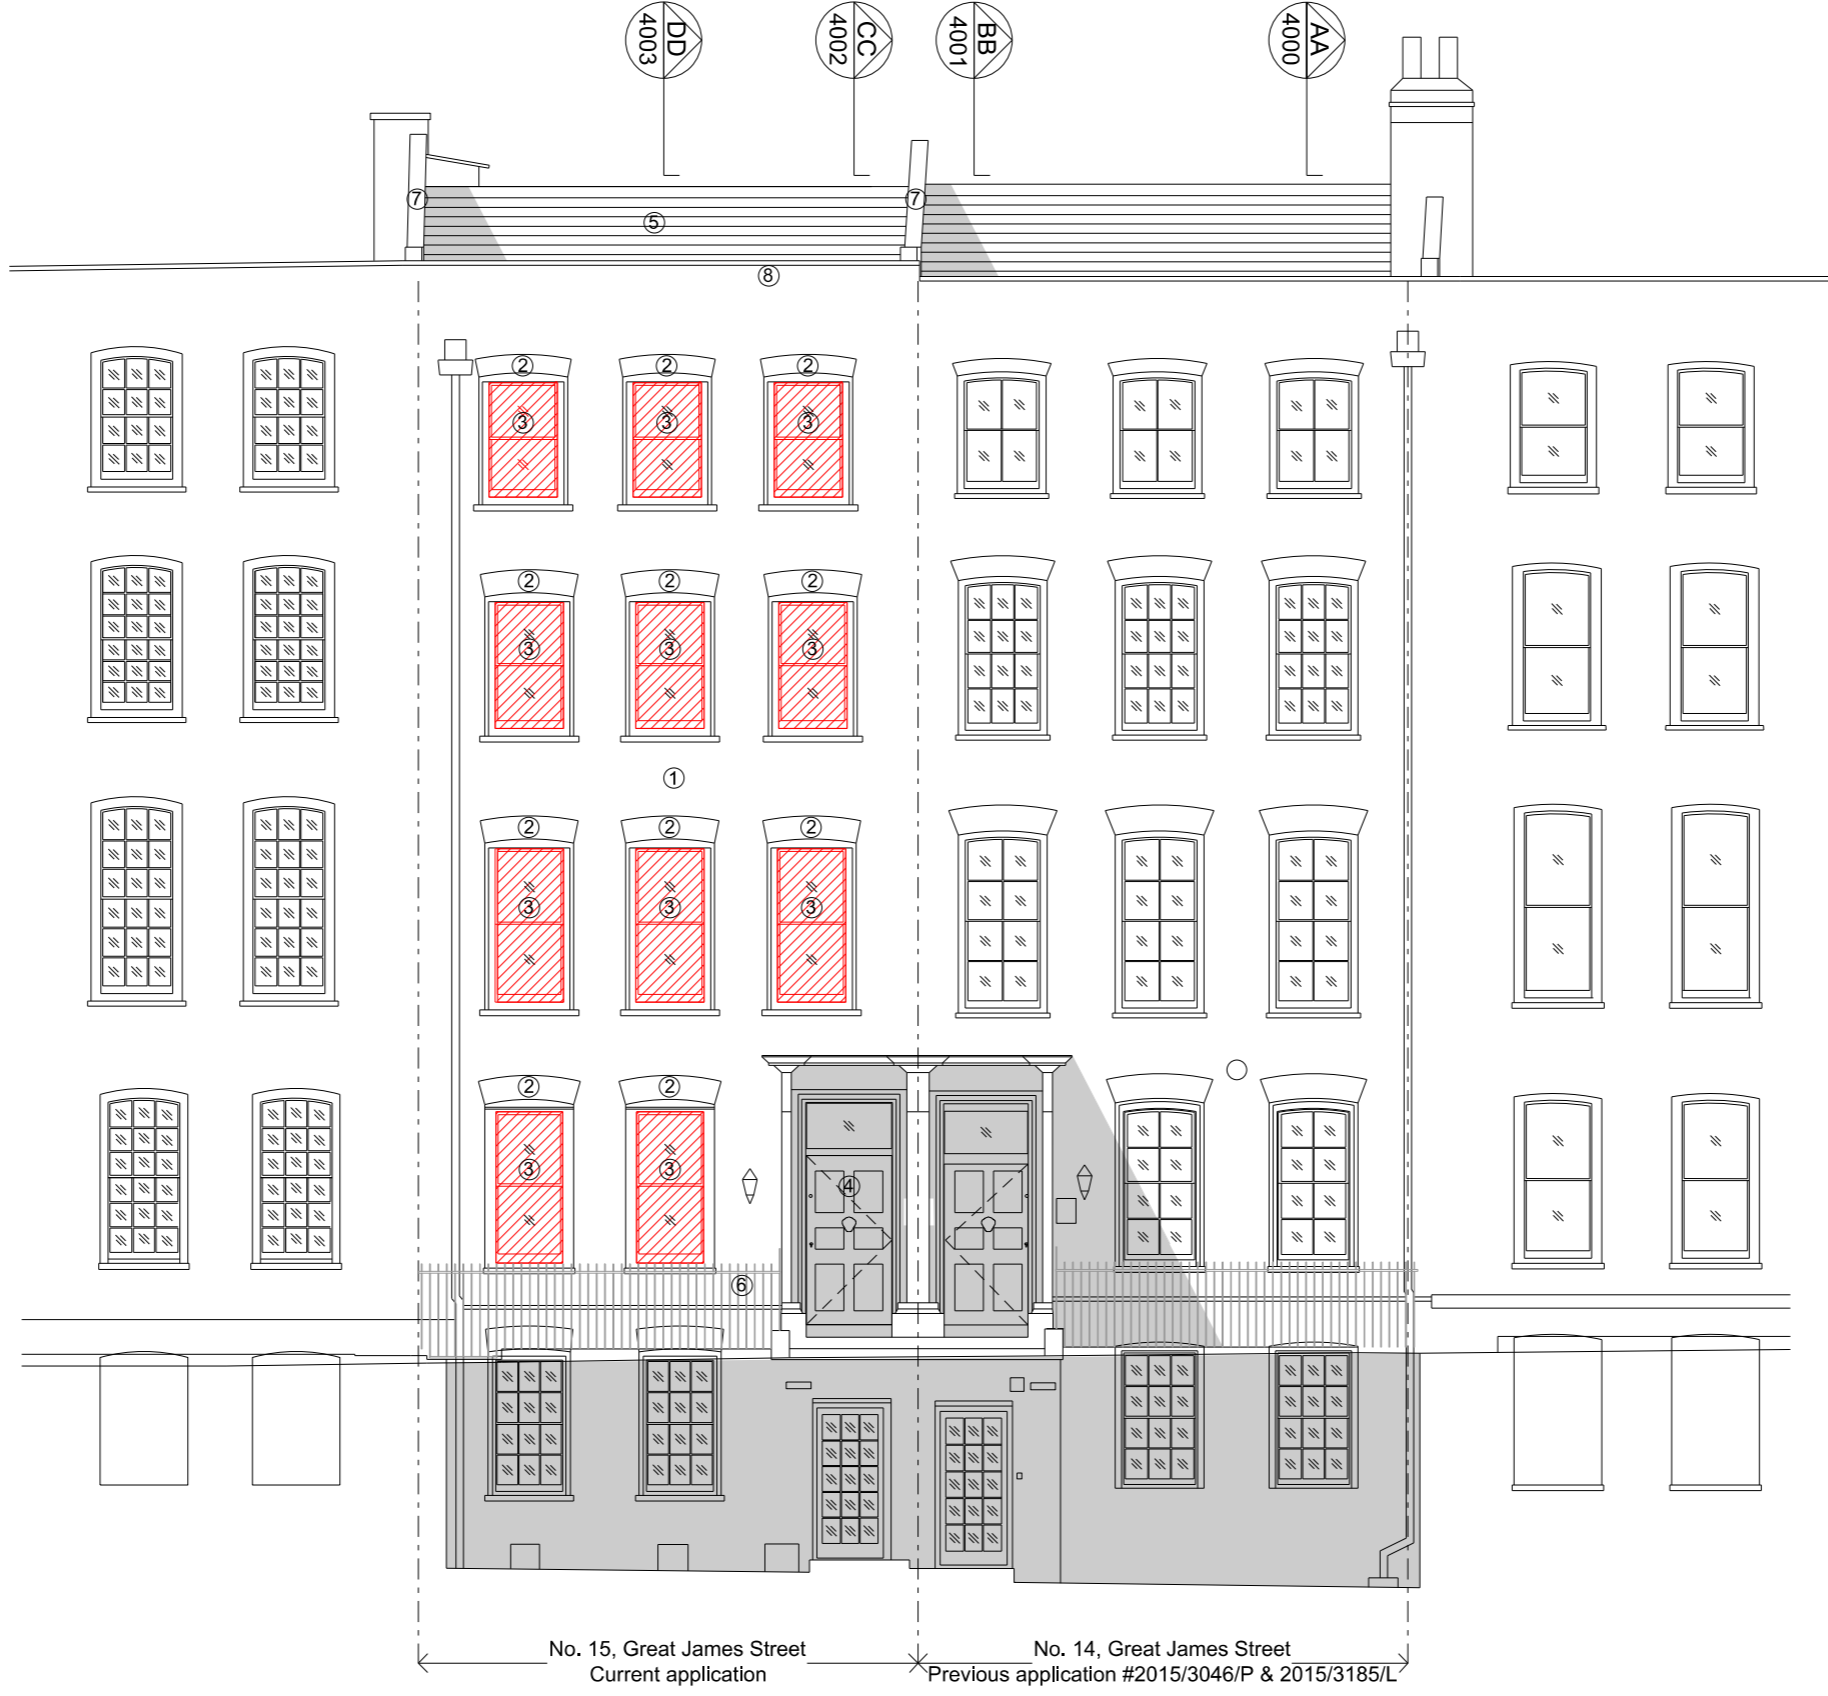 DD
4003
CC
4002
BB
4001
AA
4000
7
7
5
8
2 2 2
3 3 3
2 2 2
3 3 3
1
2 2 2
3 3 3
2 2
3 3
4
6
No. 15, Great James Street
Current application
No. 14, Great James Street
Previous application #2015/3046/P & 2015/3185/L